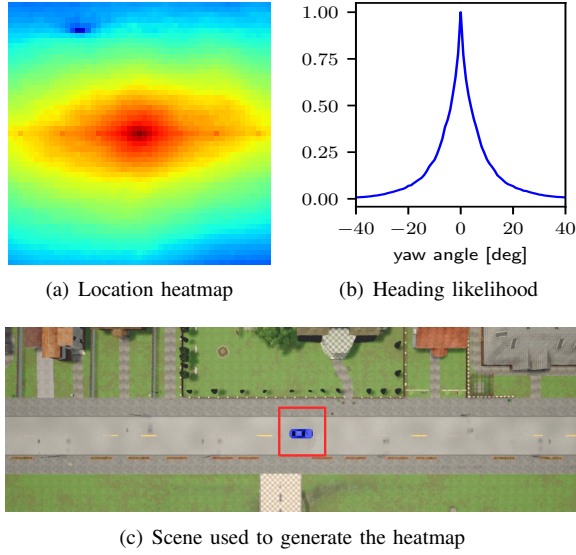 1.00
0.75
0.50
0.25
0.00
−40 −20 0 20 40
yaw angle [deg]
(a) Location heatmap
(b) Heading likelihood
(c) Scene used to generate the heatmap